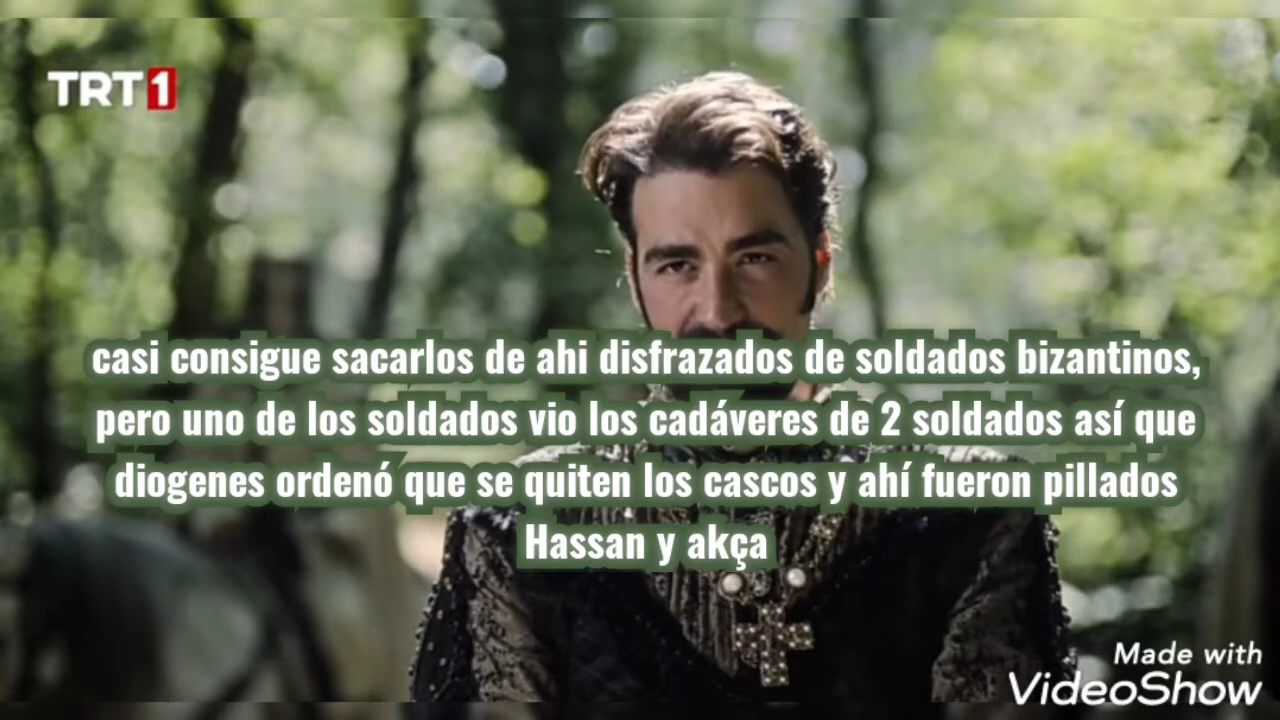 TRT1
casi consigue sacarlos de ahi disfrazados de soldados bizantinos,
pero uno de los soldados vio los cadáveres de 2 soldados así que
diogenes ordenó que se quiten los cascos y ahí fueron pillados
Hassan y akça
Made with
VideoShow